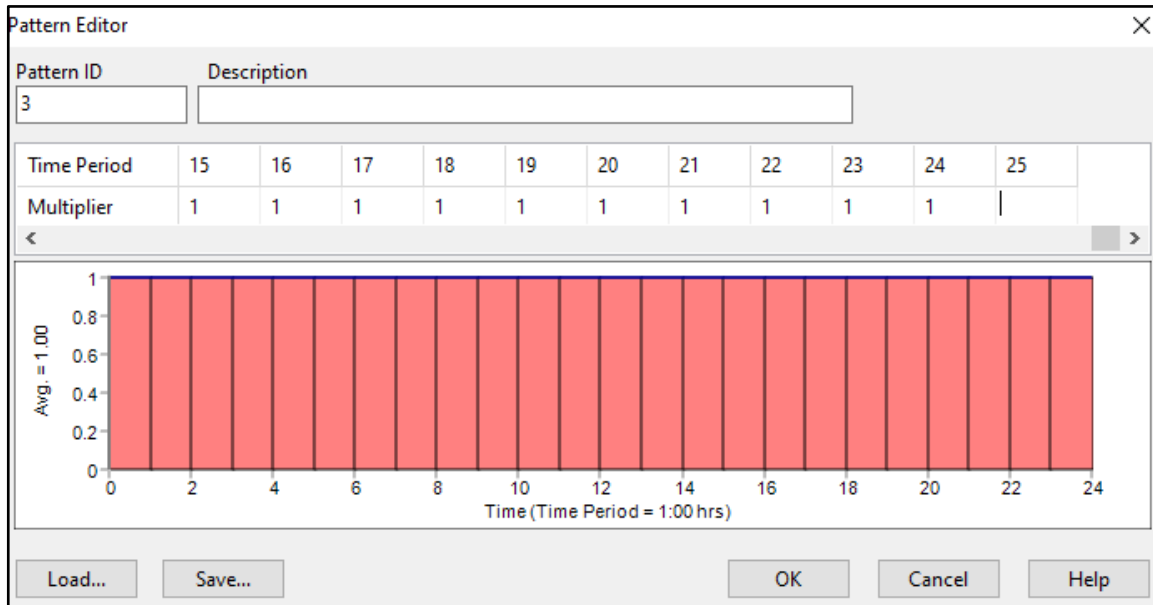 Pattern Editor
Pattern ID Description
3
Time Period 15 16 17 18 19 20 21 22 23 24 25
Multiplier 1 1 1 1 1 1 1 1 1 1
1
0.8
0.6
0.4
0.2
0
Avg. = 1.00
0 2 4 6 8 10 12 14 16 18 20 22 24
Time (Time Period = 1:00 hrs)
Load... Save... OK Cancel Help